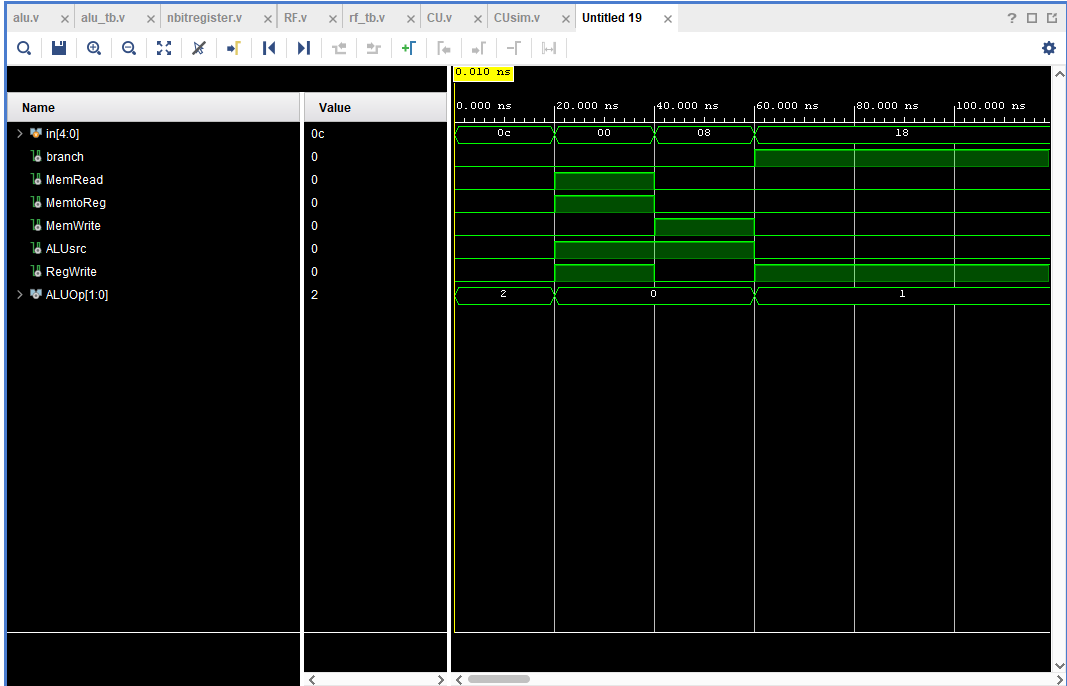 alu.v alu_tb.v nbitregister.v RF.v rf_tb.v CU.v CUsim.v Untitled 19
0.010 ns
Name Value
0.000 ns 20.000 ns 40.000 ns 60.000 ns 80.000 ns 100.000 ns
in[4:0] 0c 0c 00 08 18
branch 0
MemRead 0
MemtoReg 0
MemWrite 0
ALUsrc 0
RegWrite 0
ALUOp[1:0] 2 2 0 1